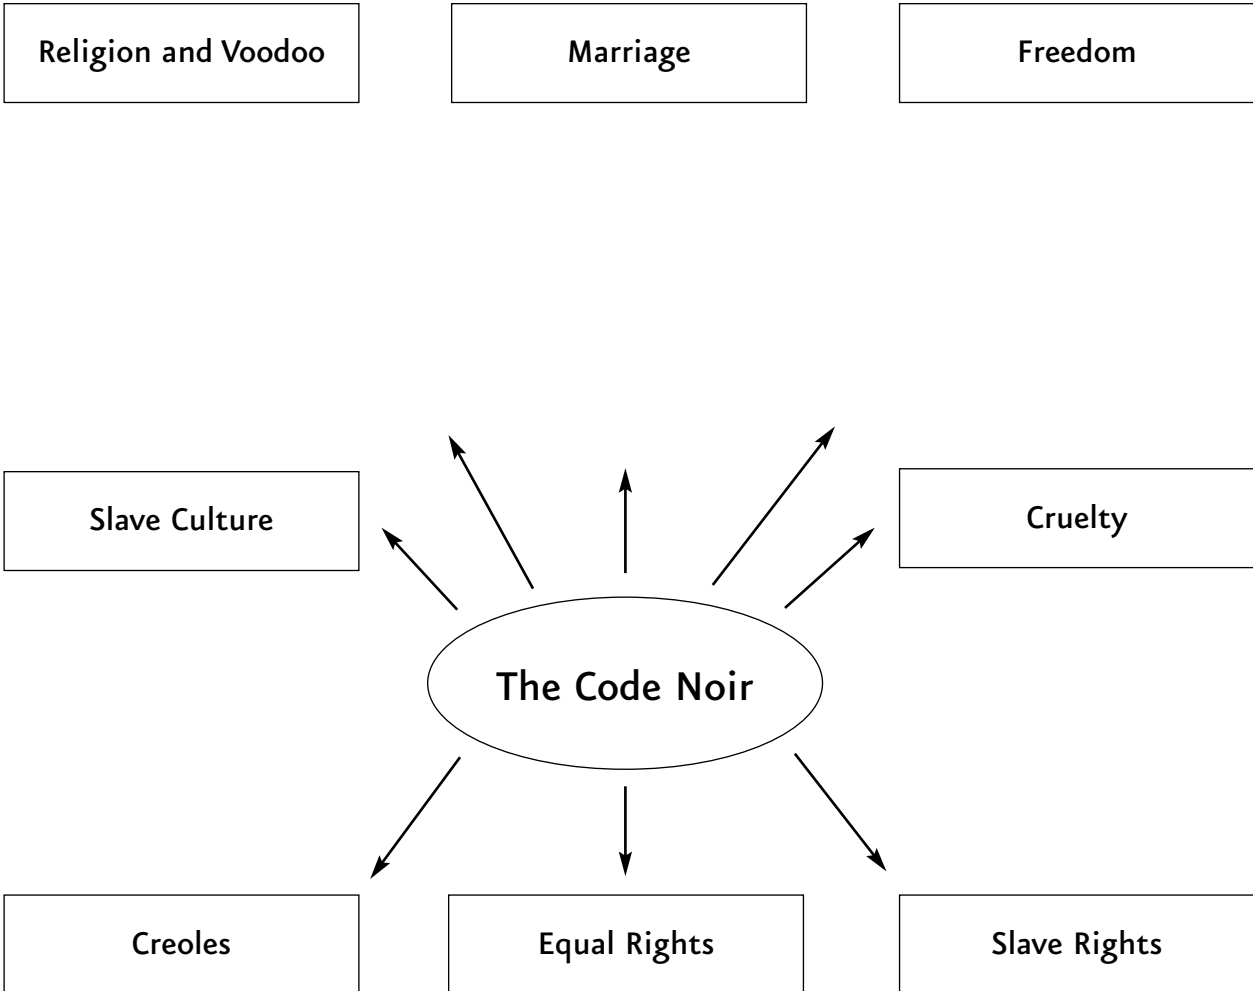 Religion and Voodoo
Marriage
Freedom
Slave Culture
Cruelty
The Code Noir
Creoles
Equal Rights
Slave Rights